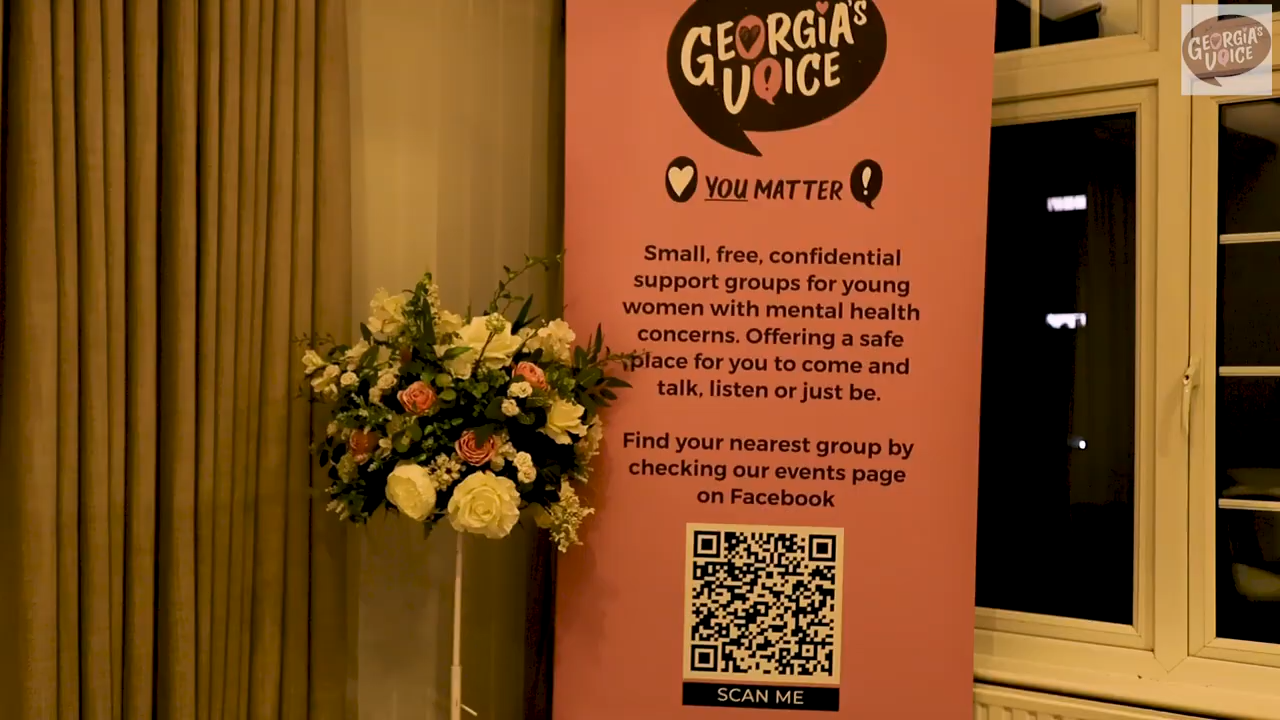 GEORGIA'S
VOICE
YOU MATTER
Small, free, confidential
support groups for young
women with mental health
concerns. Offering a safe
place for you to come and
talk, listen or just be.
Find your nearest group by
checking our events page
on Facebook
SCAN ME
GEORGIA'S
VOICE